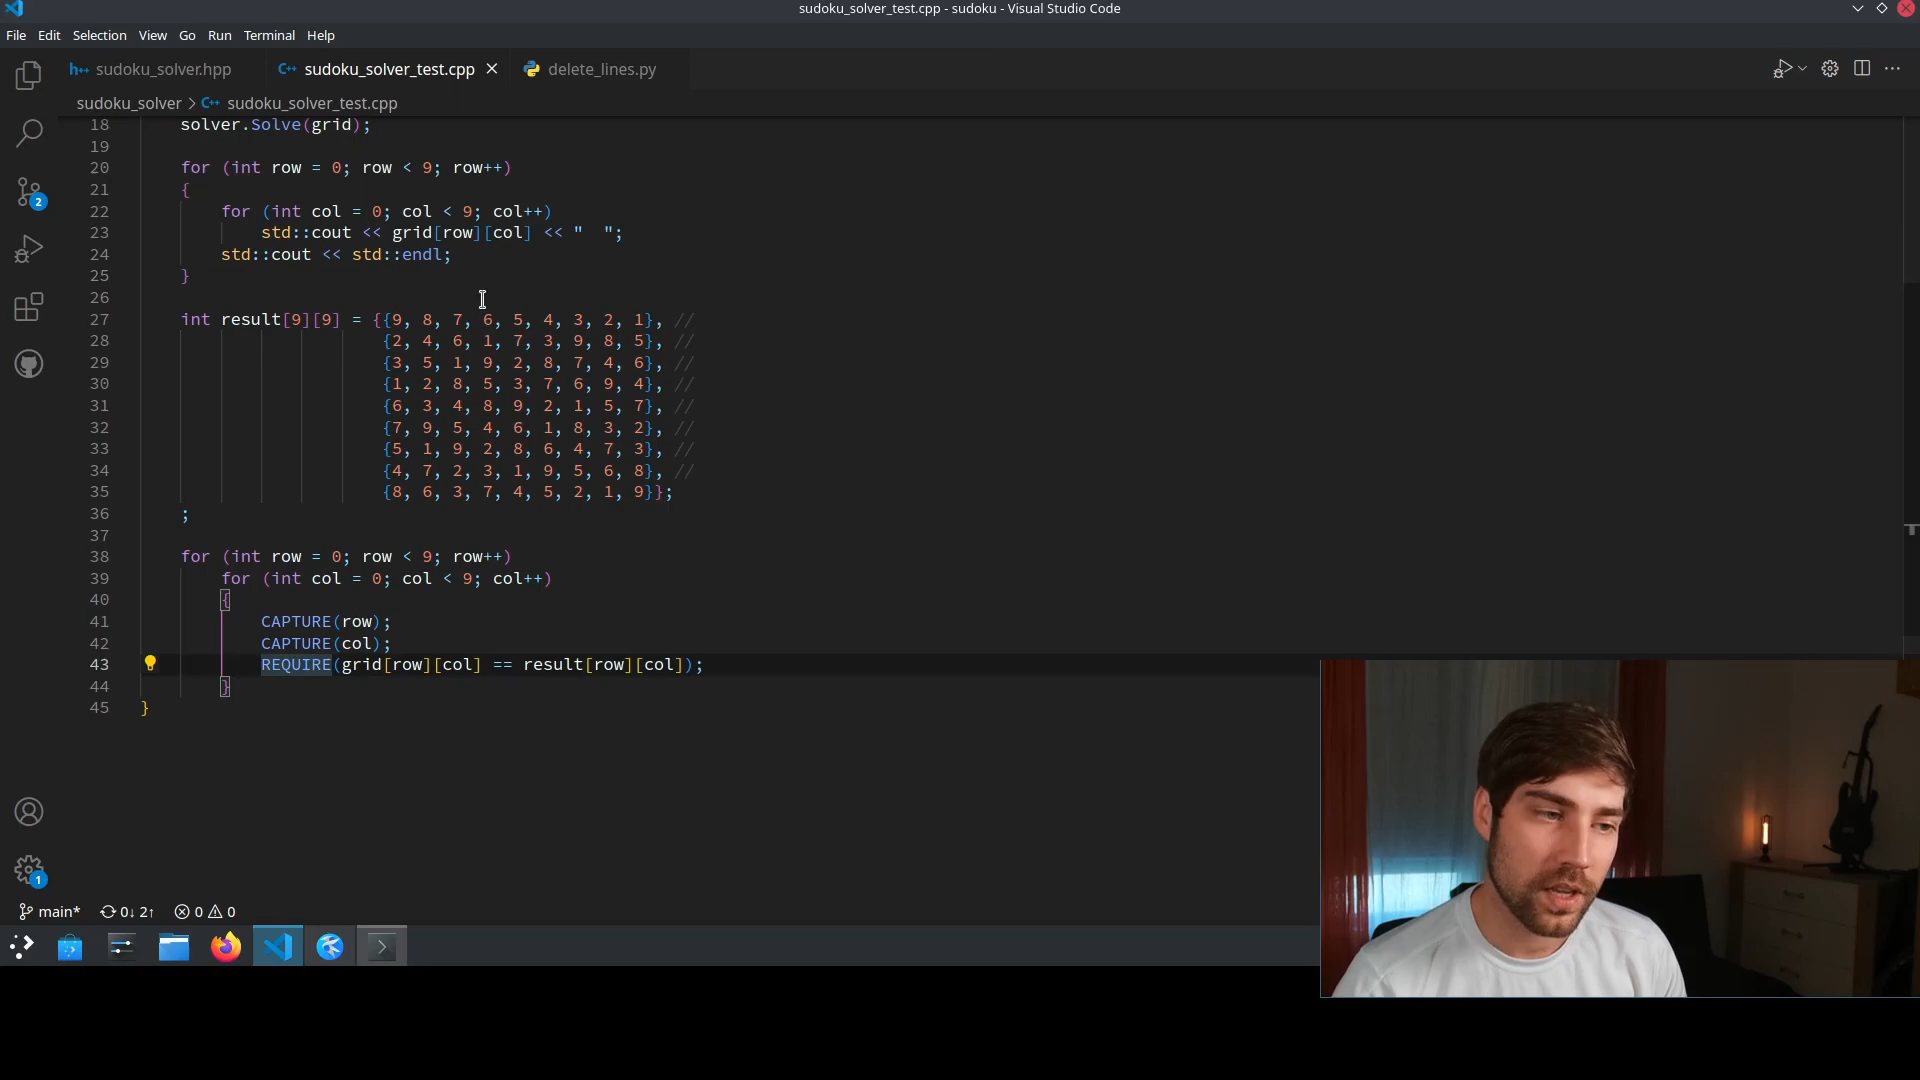 sudoku_solver_test.cpp - sudoku - Visual Studio Code
File Edit Selection View Go Run Terminal Help
sudoku_solver.hpp sudoku_solver_test.cpp delete_lines.py
sudoku_solver > sudoku_solver_test.cpp
18 solver.Solve(grid);
19
20 for (int row = 0; row < 9; row++)
21 {
22 for (int col = 0; col < 9; col++)
23 std::cout << grid[row][col] << "  ";
24 std::cout << std::endl;
25 }
26
27 int result[9][9] = {{9, 8, 7, 6, 5, 4, 3, 2, 1}, //
28 {2, 4, 6, 1, 7, 3, 9, 8, 5}, //
29 {3, 5, 1, 9, 2, 8, 7, 4, 6}, //
30 {1, 2, 8, 5, 3, 7, 6, 9, 4}, //
31 {6, 3, 4, 8, 9, 2, 1, 5, 7}, //
32 {7, 9, 5, 4, 6, 1, 8, 3, 2}, //
33 {5, 1, 9, 2, 8, 6, 4, 7, 3}, //
34 {4, 7, 2, 3, 1, 9, 5, 6, 8}, //
35 {8, 6, 3, 7, 4, 5, 2, 1, 9}};
36 ;
37
38 for (int row = 0; row < 9; row++)
39 for (int col = 0; col < 9; col++)
40 {
41 CAPTURE(row);
42 CAPTURE(col);
43 REQUIRE(grid[row][col] == result[row][col]);
44 }
45 }
2
1
main* 0↓ 2↑ 0 0